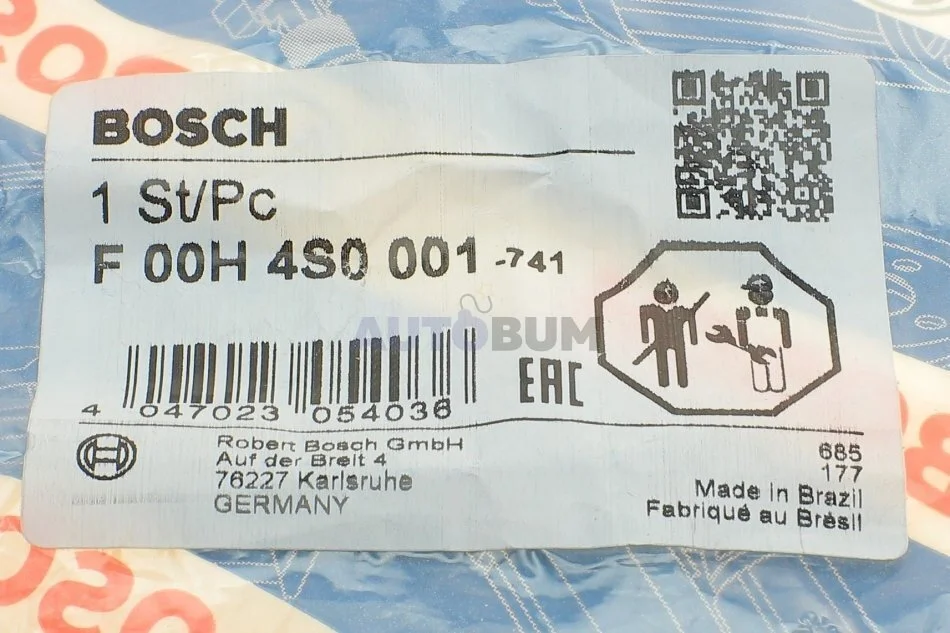 BOSCH
1 St/Pc
F 00H 4S0 001 -741
AUTOBUM
4 047023 054036
EAC
Robert Bosch GmbH
Auf der Breit 4
76227 Karlsruhe
GERMANY
685
177
Made in Brazil
Fabriqué au Brésil